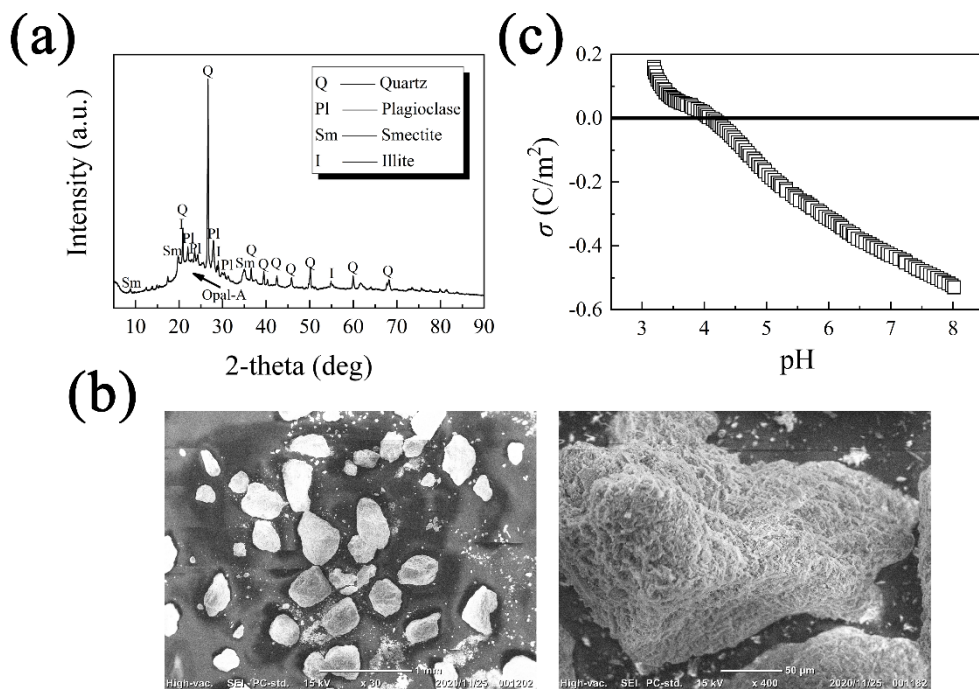 (a)
Intensity (a.u.)
Q — Quartz
Pl — Plagioclase
Sm — Smectite
I — Illite
Q
Q
I
Pl
Pl
Pl
Sm
I
Pl
Sm
Q
Q
Q
Q
Q
I
Q
Q
Sm
Opal-A
10 20 30 40 50 60 70 80 90
2-theta (deg)
(c)
σ (C/m²)
0.2
0.0
-0.2
-0.4
-0.6
3 4 5 6 7 8
pH
(b)
1 mm
High-vac. SEI PC-std. 15 kV x 30 2020/11/25 001202
50 μm
High-vac. SEI PC-std. 15 kV x 400 2020/11/25 001182